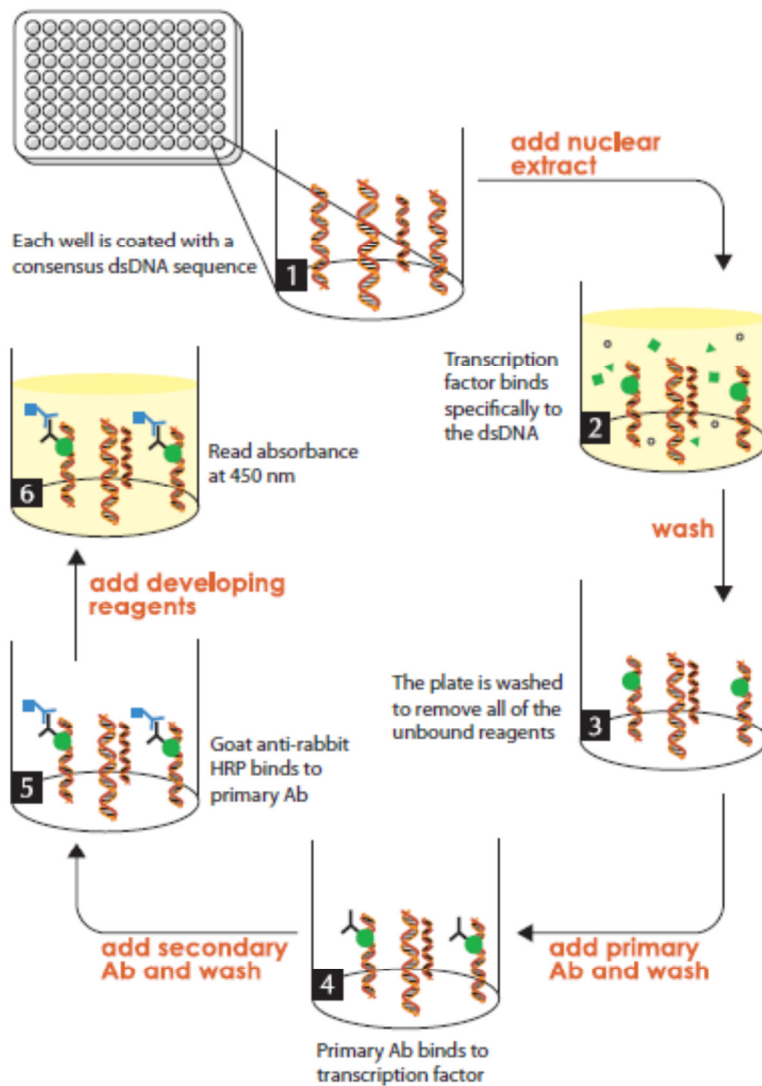 Each well is coated with a
consensus dsDNA sequence
1
add nuclear
extract
Transcription
factor binds
specifically to
the dsDNA
2
wash
The plate is washed
to remove all of the
unbound reagents
3
add primary
Ab and wash
4
Primary Ab binds to
transcription factor
add secondary
Ab and wash
5
Goat anti-rabbit
HRP binds to
primary Ab
add developing
reagents
6
Read absorbance
at 450 nm